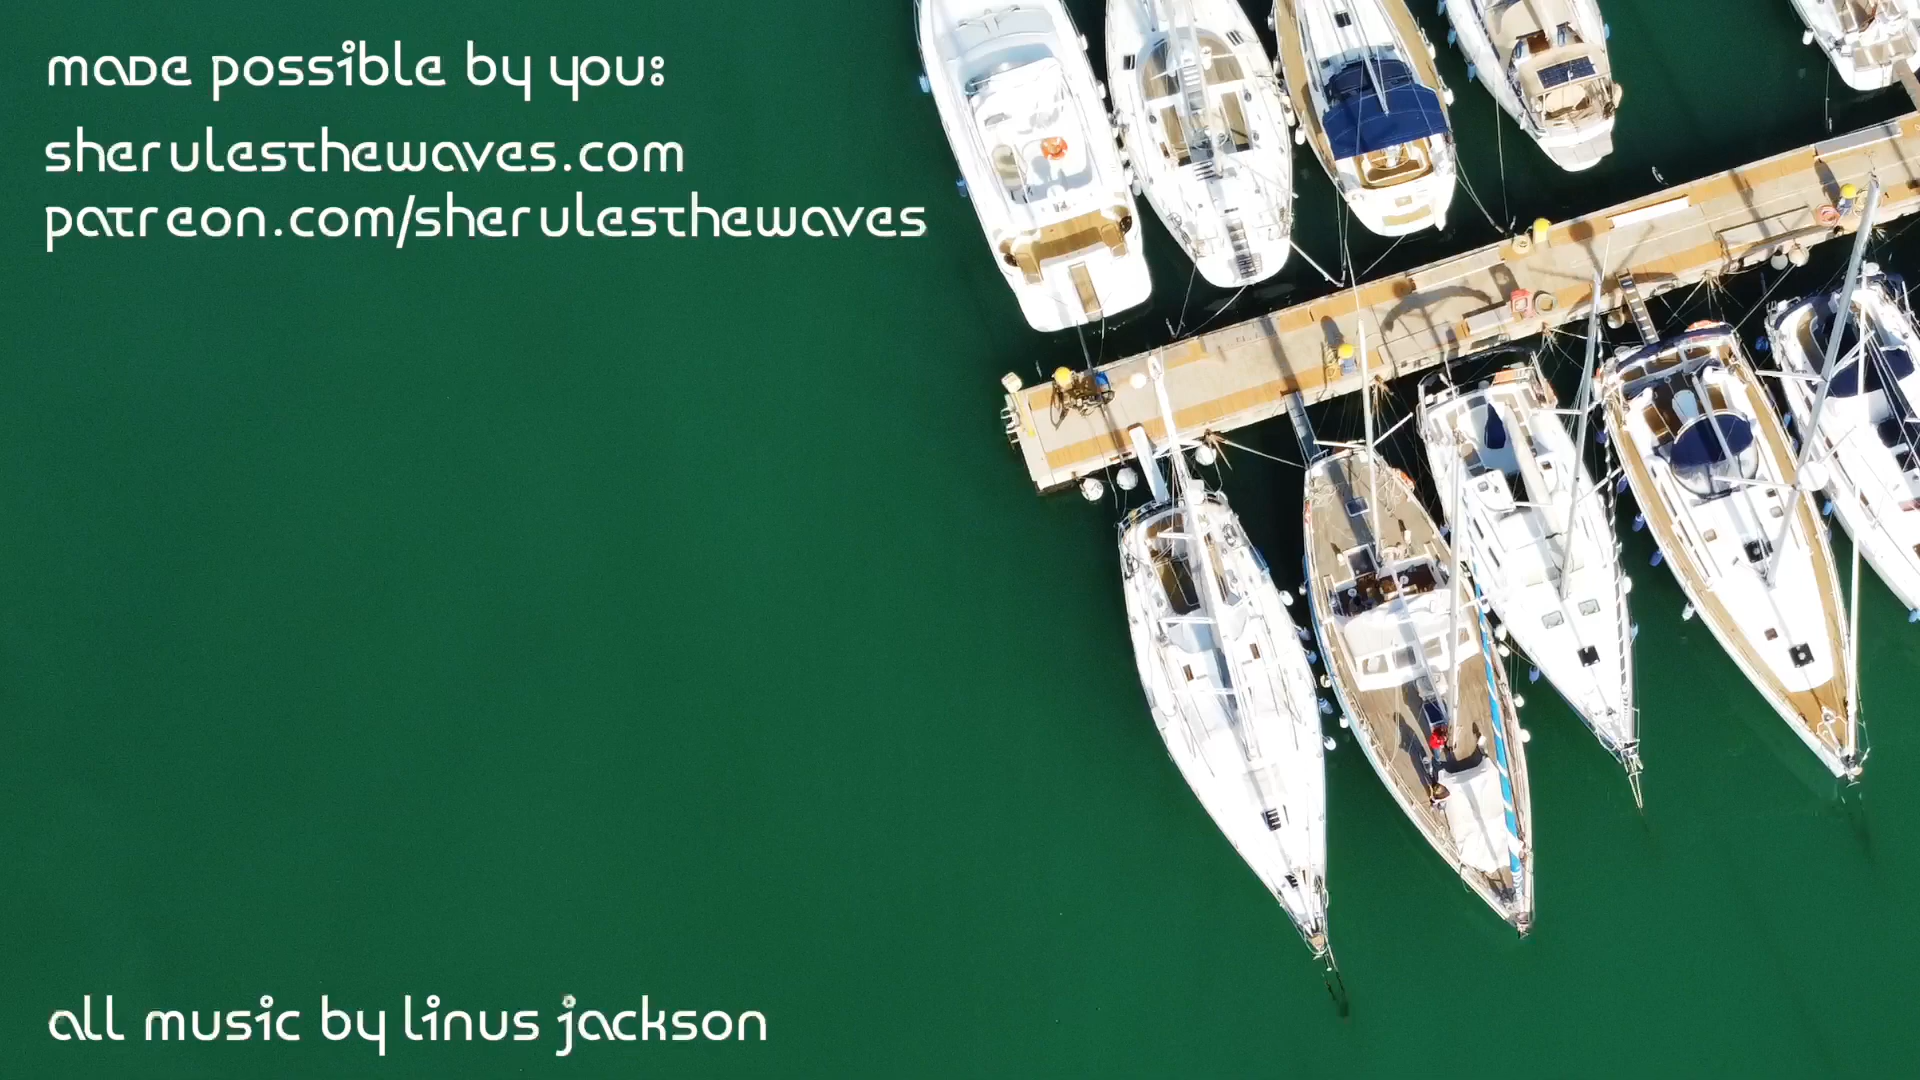 made possible by you:
sherulesthewaves.com
patreon.com/sherulesthewaves
all music by linus jackson